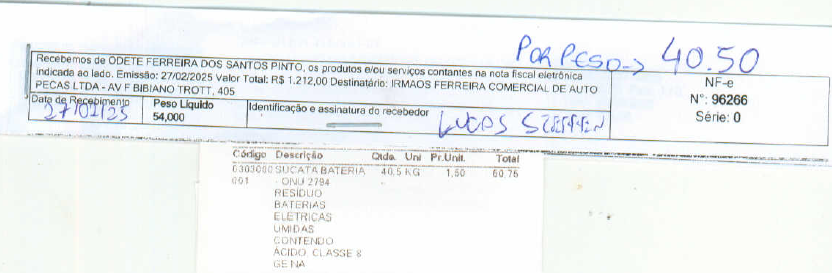 POR PESO -> 40.50
Recebemos de ODETE FERREIRA DOS SANTOS PINTO, os produtos e/ou serviços contantes na nota fiscal eletrônica
indicada ao lado. Emissão: 27/02/2025 Valor Total: R$ 1.212,00 Destinatário: IRMAOS FERREIRA COMERCIAL DE AUTO
PECAS LTDA - AV F BIBIANO TROTT, 405
NF-e
Nº: 96266
Série: 0
Data de Recebimento
27/02/25
Peso Líquido
54,000
Identificação e assinatura do recebedor
LUCAS
Código Descrição Qtda. Uni Pr.Unit. Total
0303000 SUCATA BATERIA 40,5 KG 1,50 60,75
001 - ONU 2794
RESÍDUO
BATERIAS
ELETRICAS
UMIDAS
CONTENDO
ÁCIDO CLASSE 8
GE NA